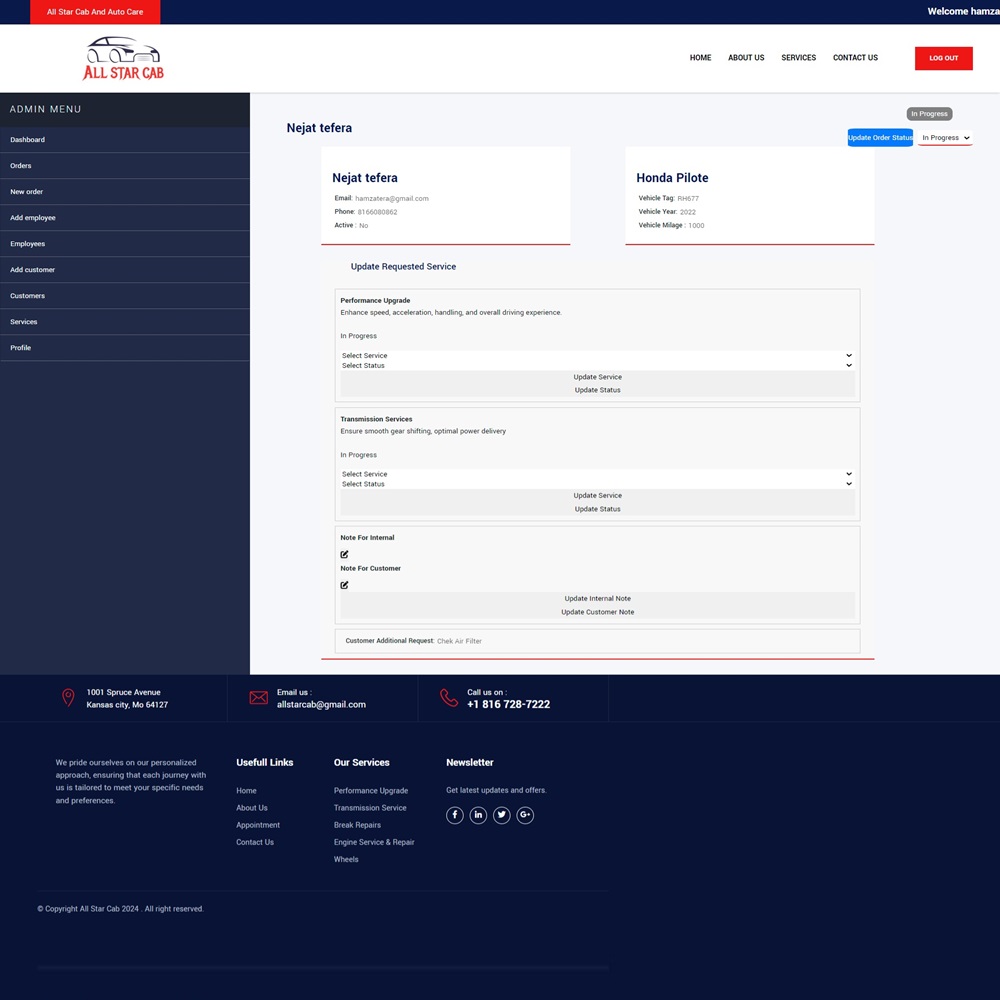 All Star Cab And Auto Care
Welcome hamza
ALL STAR CAB
HOME ABOUT US SERVICES CONTACT US LOG OUT
ADMIN MENU
Dashboard
Orders
New order
Add employee
Employees
Add customer
Customers
Services
Profile
In Progress
Nejat tefera
Update Order Status In Progress
Nejat tefera
Email: hamzatera@gmail.com
Phone: 8166080862
Active : No
Honda Pilote
Vehicle Tag: RH677
Vehicle Year: 2022
Vehicle Milage : 1000
Update Requested Service
Performance Upgrade
Enhance speed, acceleration, handling, and overall driving experience.
In Progress
Select Service
Select Status
Update Service
Update Status
Transmission Services
Ensure smooth gear shifting, optimal power delivery
In Progress
Select Service
Select Status
Update Service
Update Status
Note For Internal
Note For Customer
Update Internal Note
Update Customer Note
Customer Additional Request: Chek Air Filter
1001 Spruce Avenue
Kansas city, Mo 64127
Email us :
allstarcab@gmail.com
Call us on :
+1 816 728-7222
We pride ourselves on our personalized
approach, ensuring that each journey with
us is tailored to meet your specific needs
and preferences.
Usefull Links
Home
About Us
Appointment
Contact Us
Our Services
Performance Upgrade
Transmission Service
Break Repairs
Engine Service & Repair
Wheels
Newsletter
Get latest updates and offers.
© Copyright All Star Cab 2024 . All right reserved.